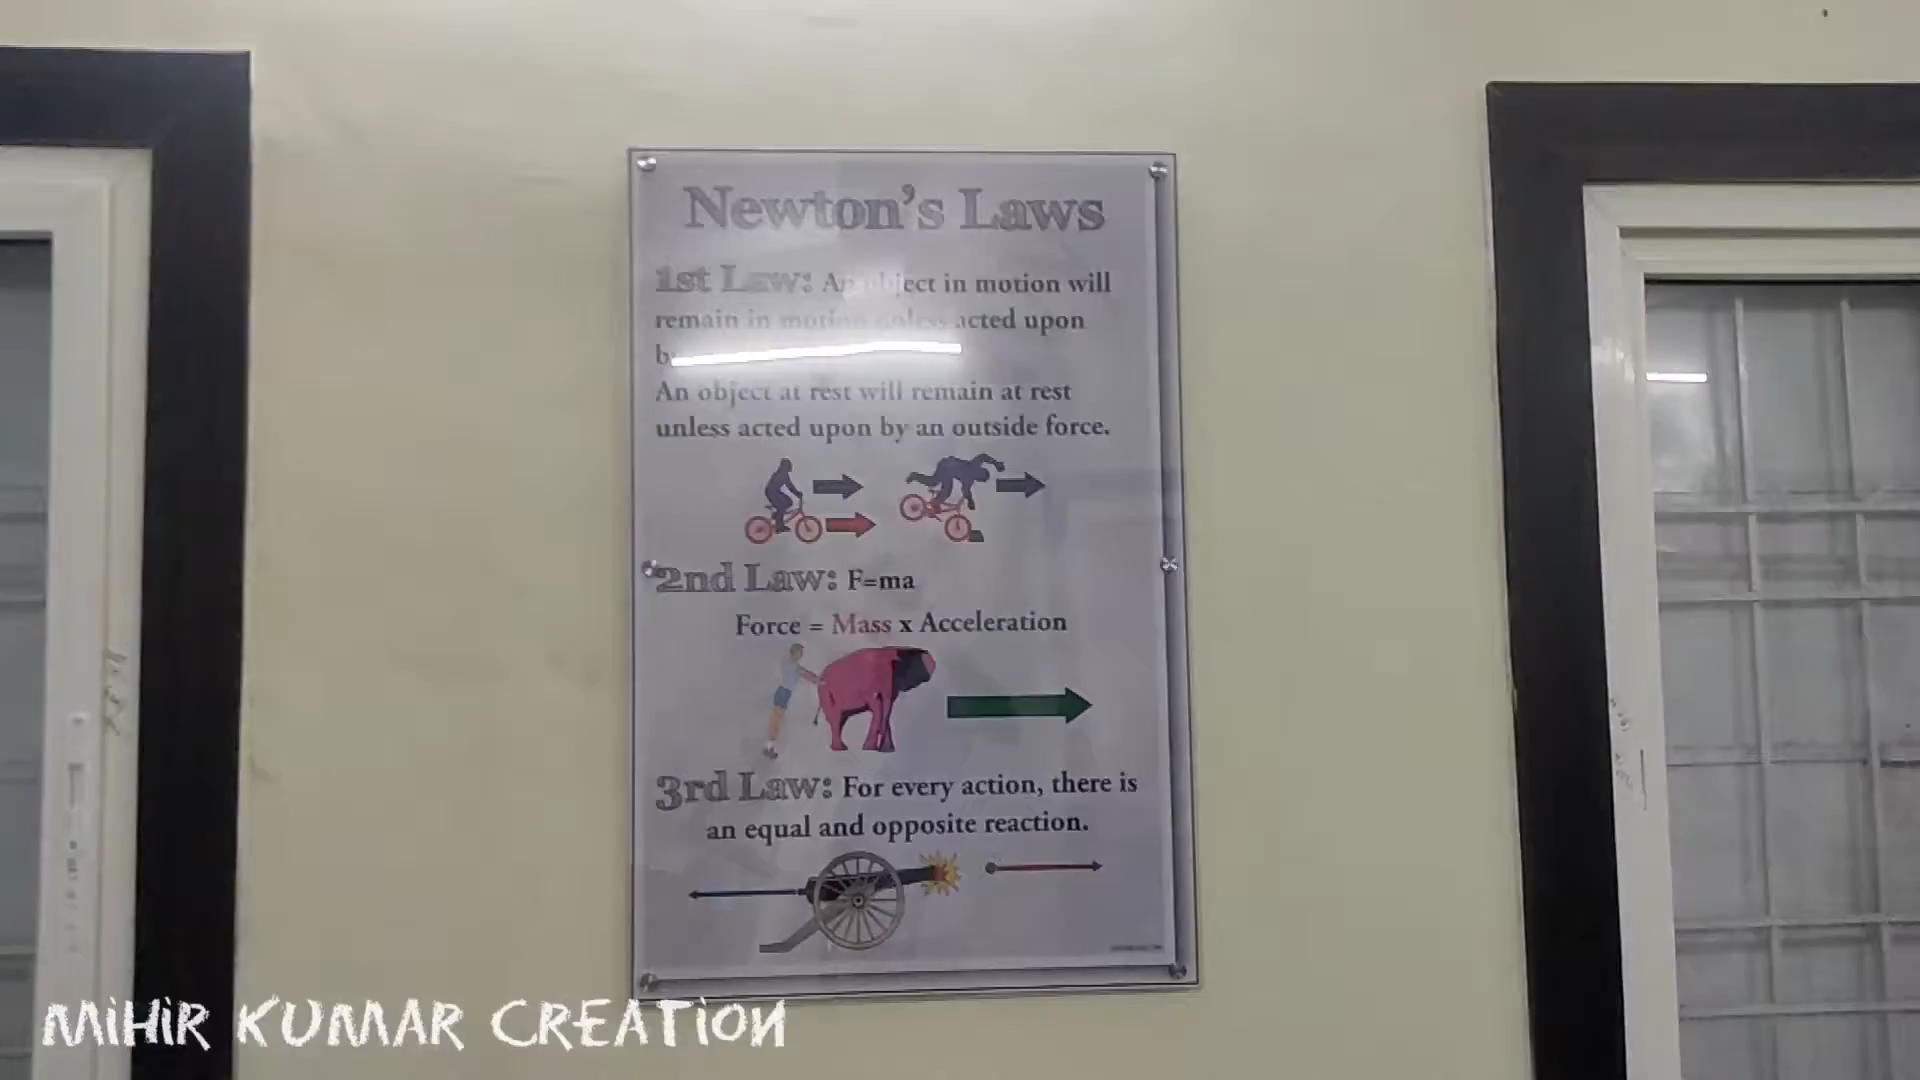 Newton's Laws
1st Law: An object in motion will
remain in motion unless acted upon
An object at rest will remain at rest
unless acted upon by an outside force.
2nd Law: F=ma
Force = Mass x Acceleration
3rd Law: For every action, there is
an equal and opposite reaction.
MiHiR KUMAR CREATiON